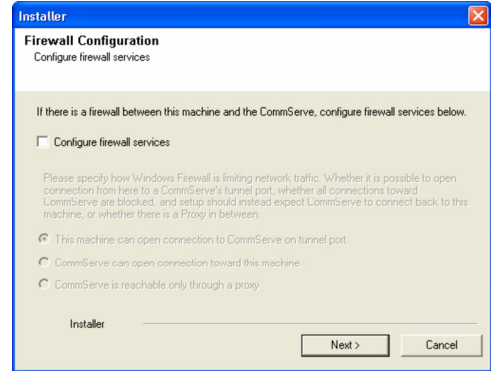 Installer
Firewall Configuration
Configure firewall services
If there is a firewall between this machine and the CommServe, configure firewall services below.
Configure firewall services
Please specify how Windows Firewall is limiting network traffic. Whether it is possible to open
connection from here to a CommServe's tunnel port, whether all connections toward
CommServe are blocked, and setup should instead expect CommServe to connect back to this
machine, or whether there is a Proxy in between.
This machine can open connection to CommServe on tunnel port
CommServe can open connection toward this machine
CommServe is reachable only through a proxy
Installer
Next >
Cancel